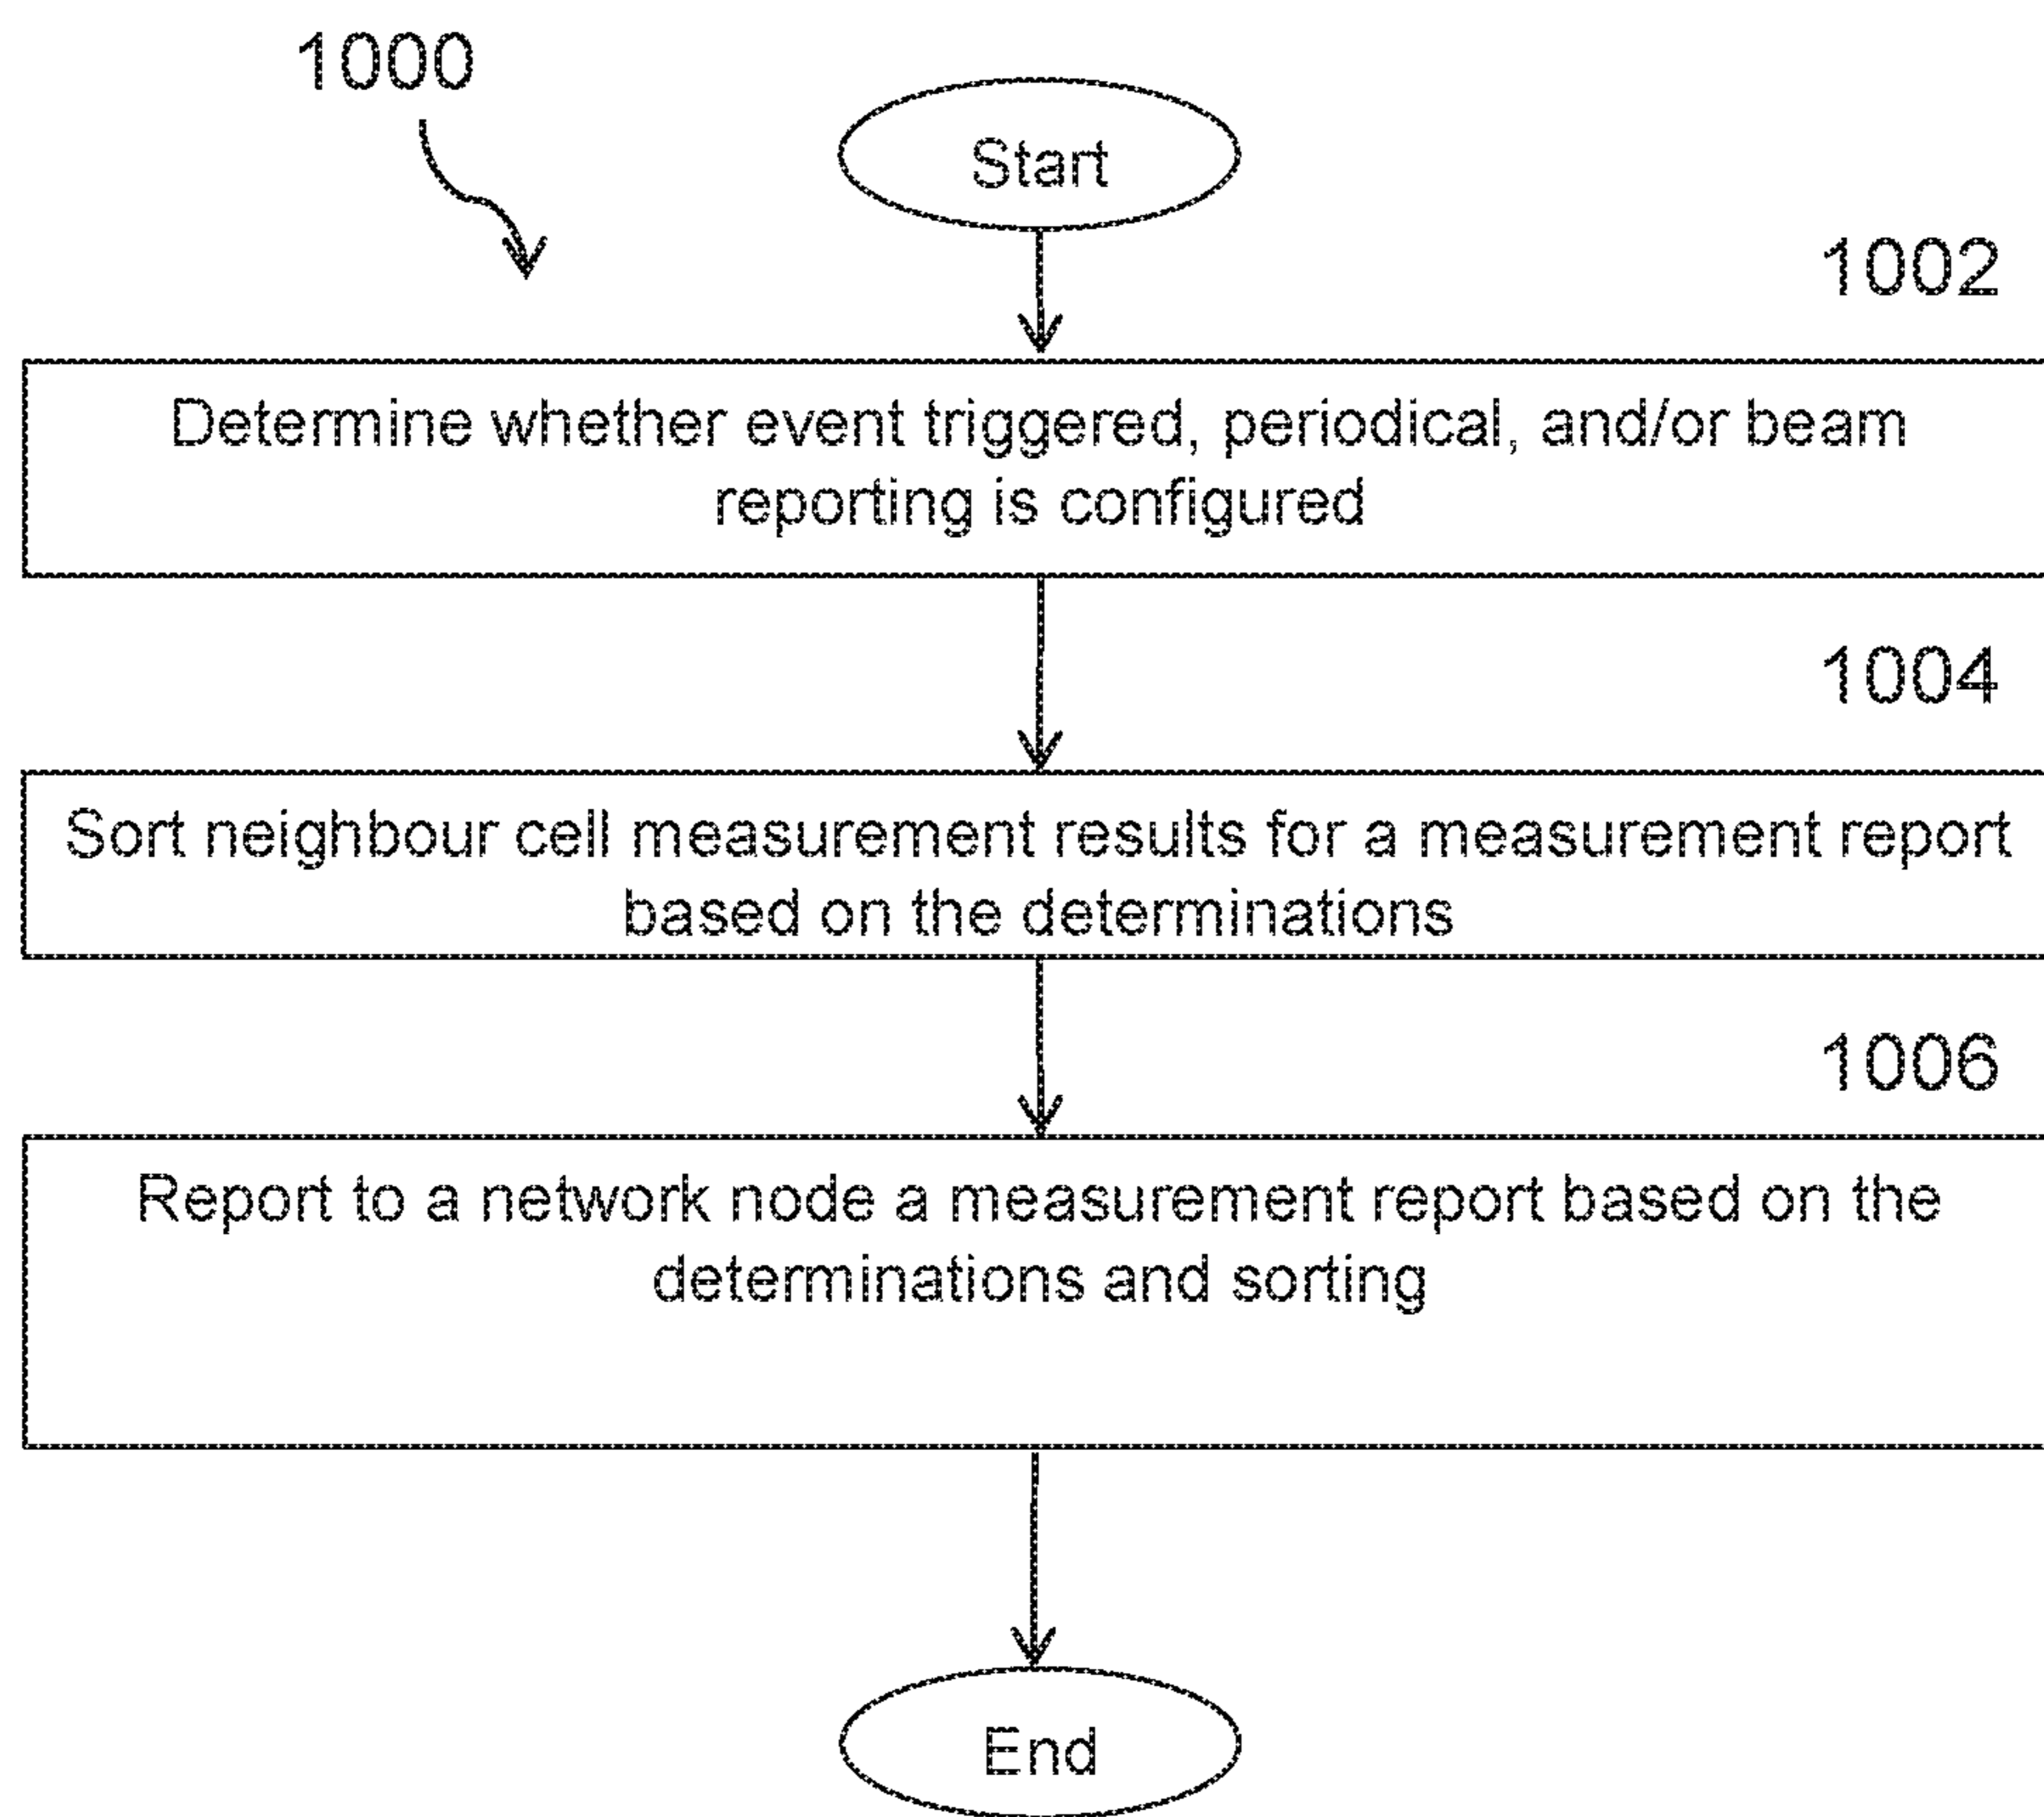 1000
Start
1002
Determine whether event triggered, periodical, and/or beam
reporting is configured
1004
Sort neighbour cell measurement results for a measurement report
based on the determinations
1006
Report to a network node a measurement report based on the
determinations and sorting
End